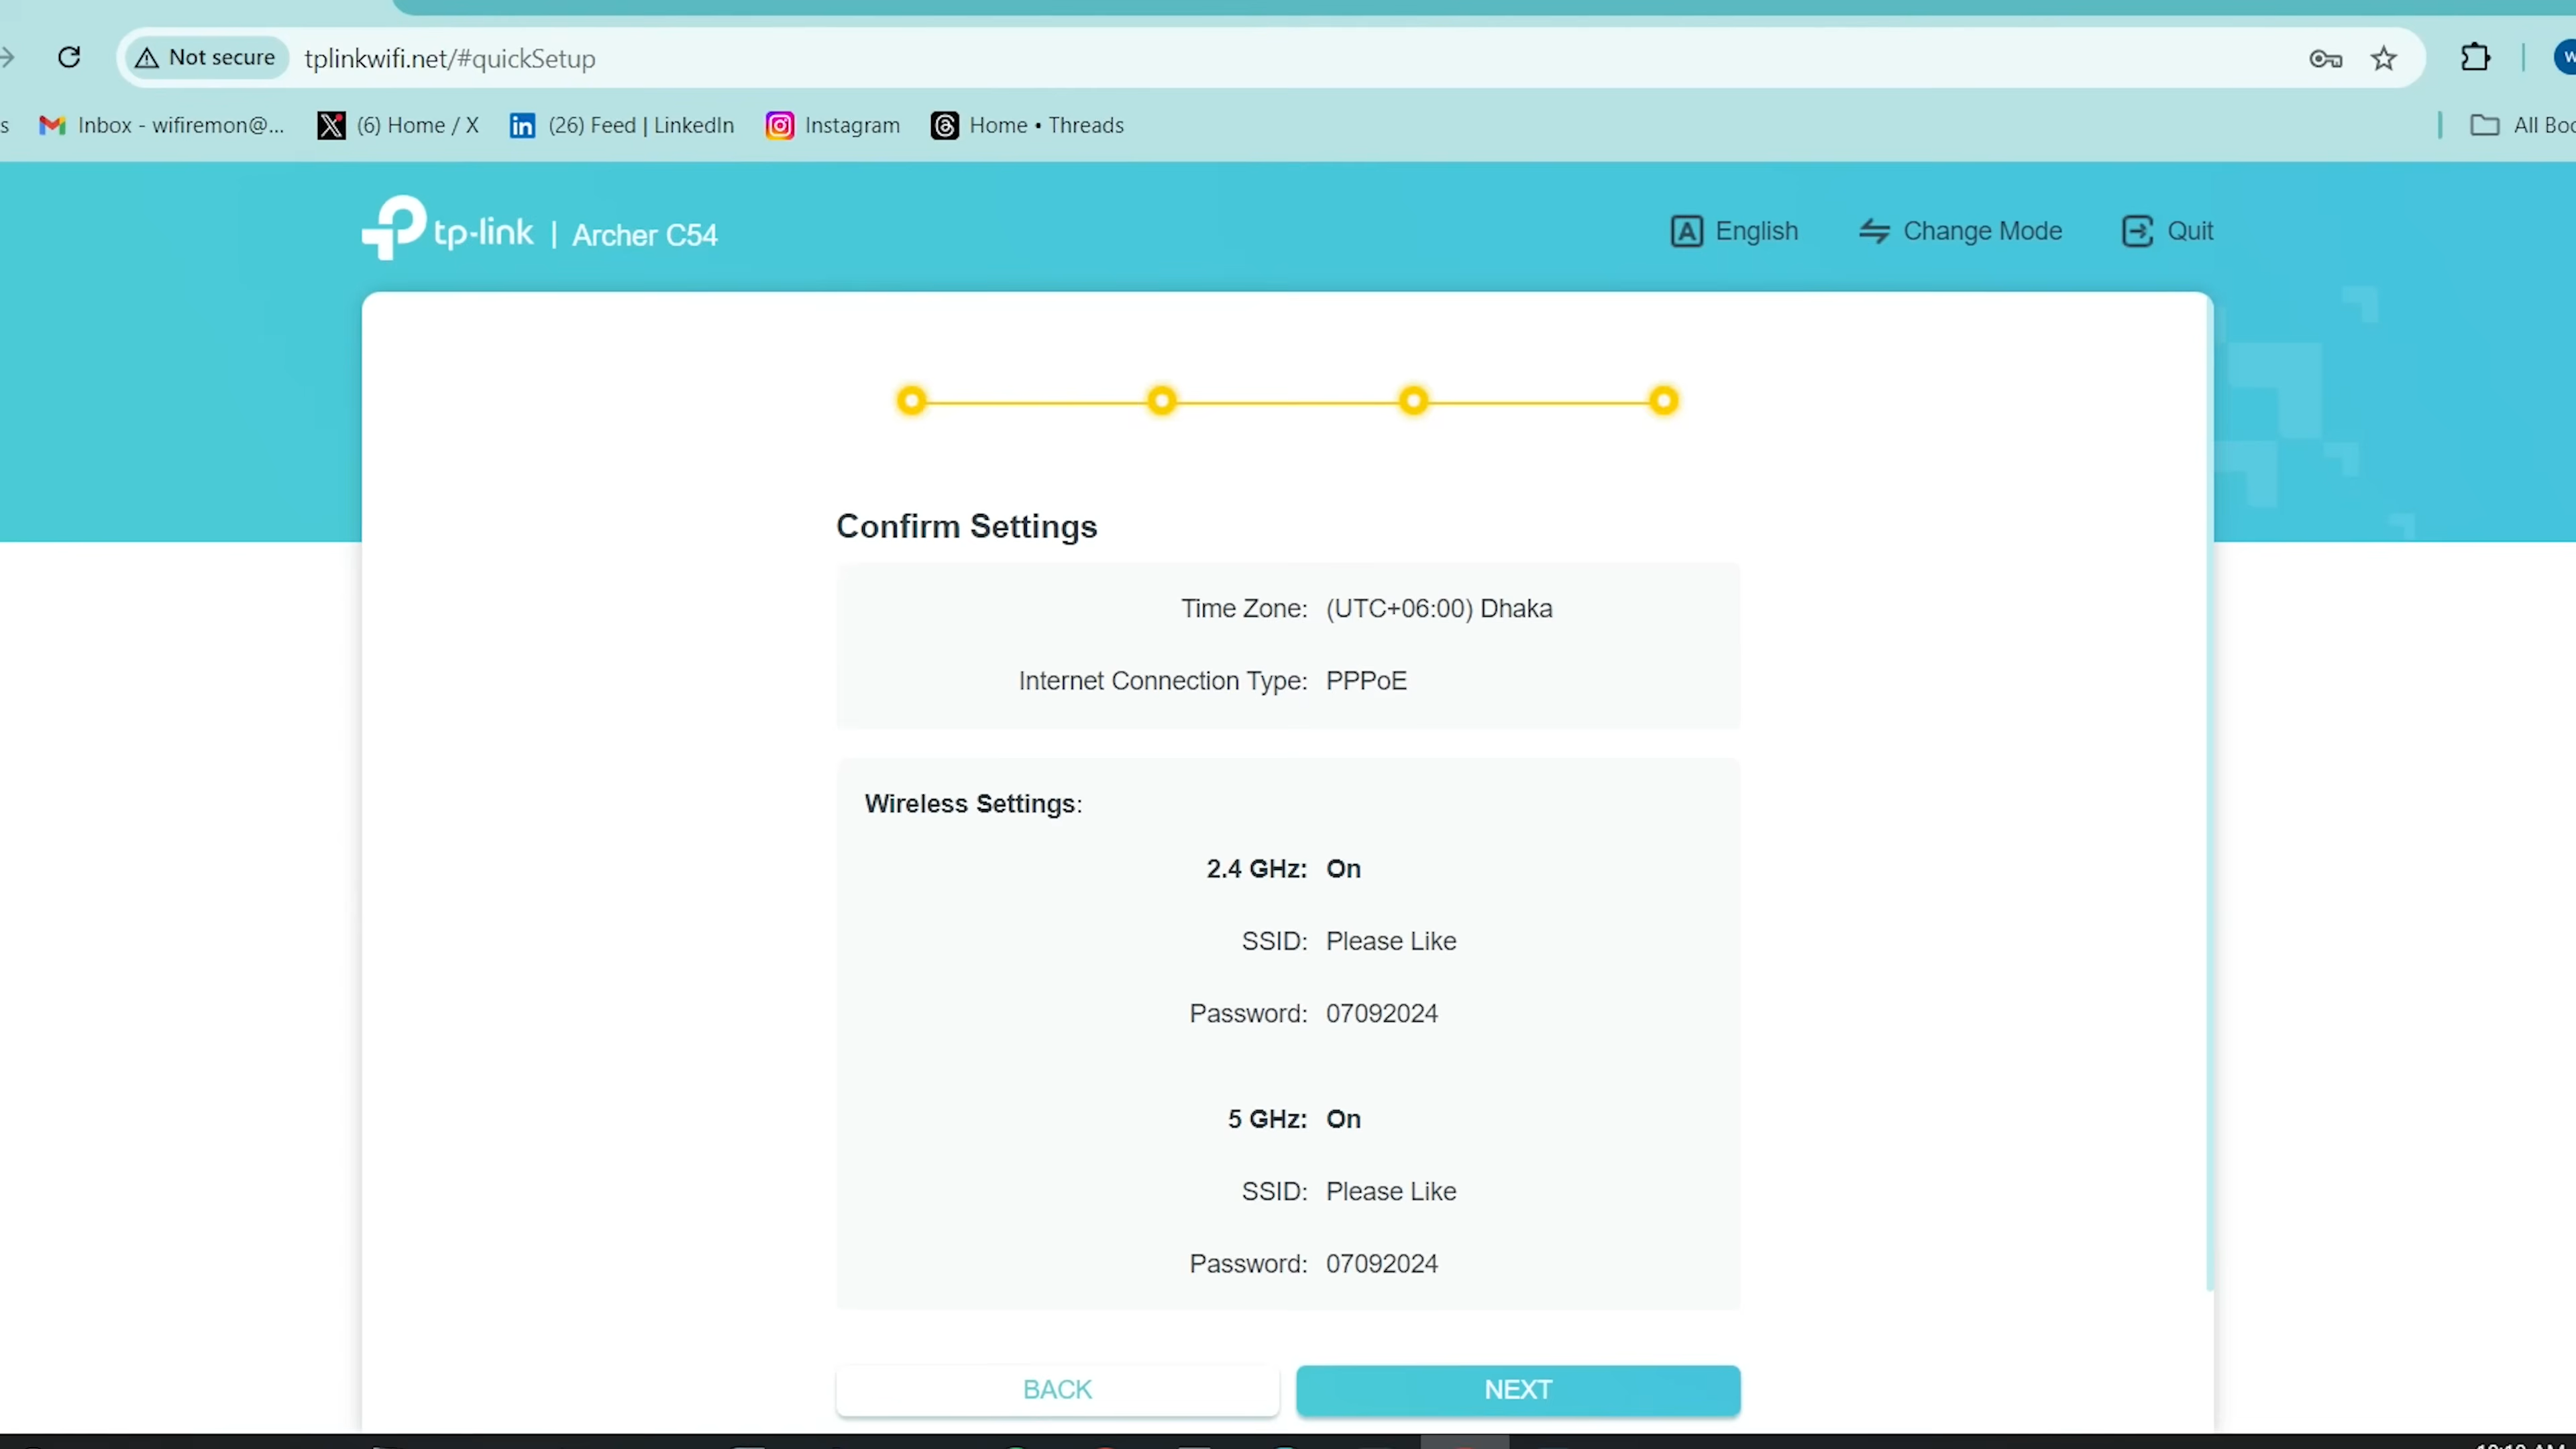 Not secure tplinkwifi.net/#quickSetup
s Inbox - wifiremon@... (6) Home / X (26) Feed | LinkedIn Instagram Home • Threads All Boo
tp-link | Archer C54 English Change Mode Quit
Confirm Settings
Time Zone: (UTC+06:00) Dhaka
Internet Connection Type: PPPoE
Wireless Settings:
2.4 GHz: On
SSID: Please Like
Password: 07092024
5 GHz: On
SSID: Please Like
Password: 07092024
BACK NEXT